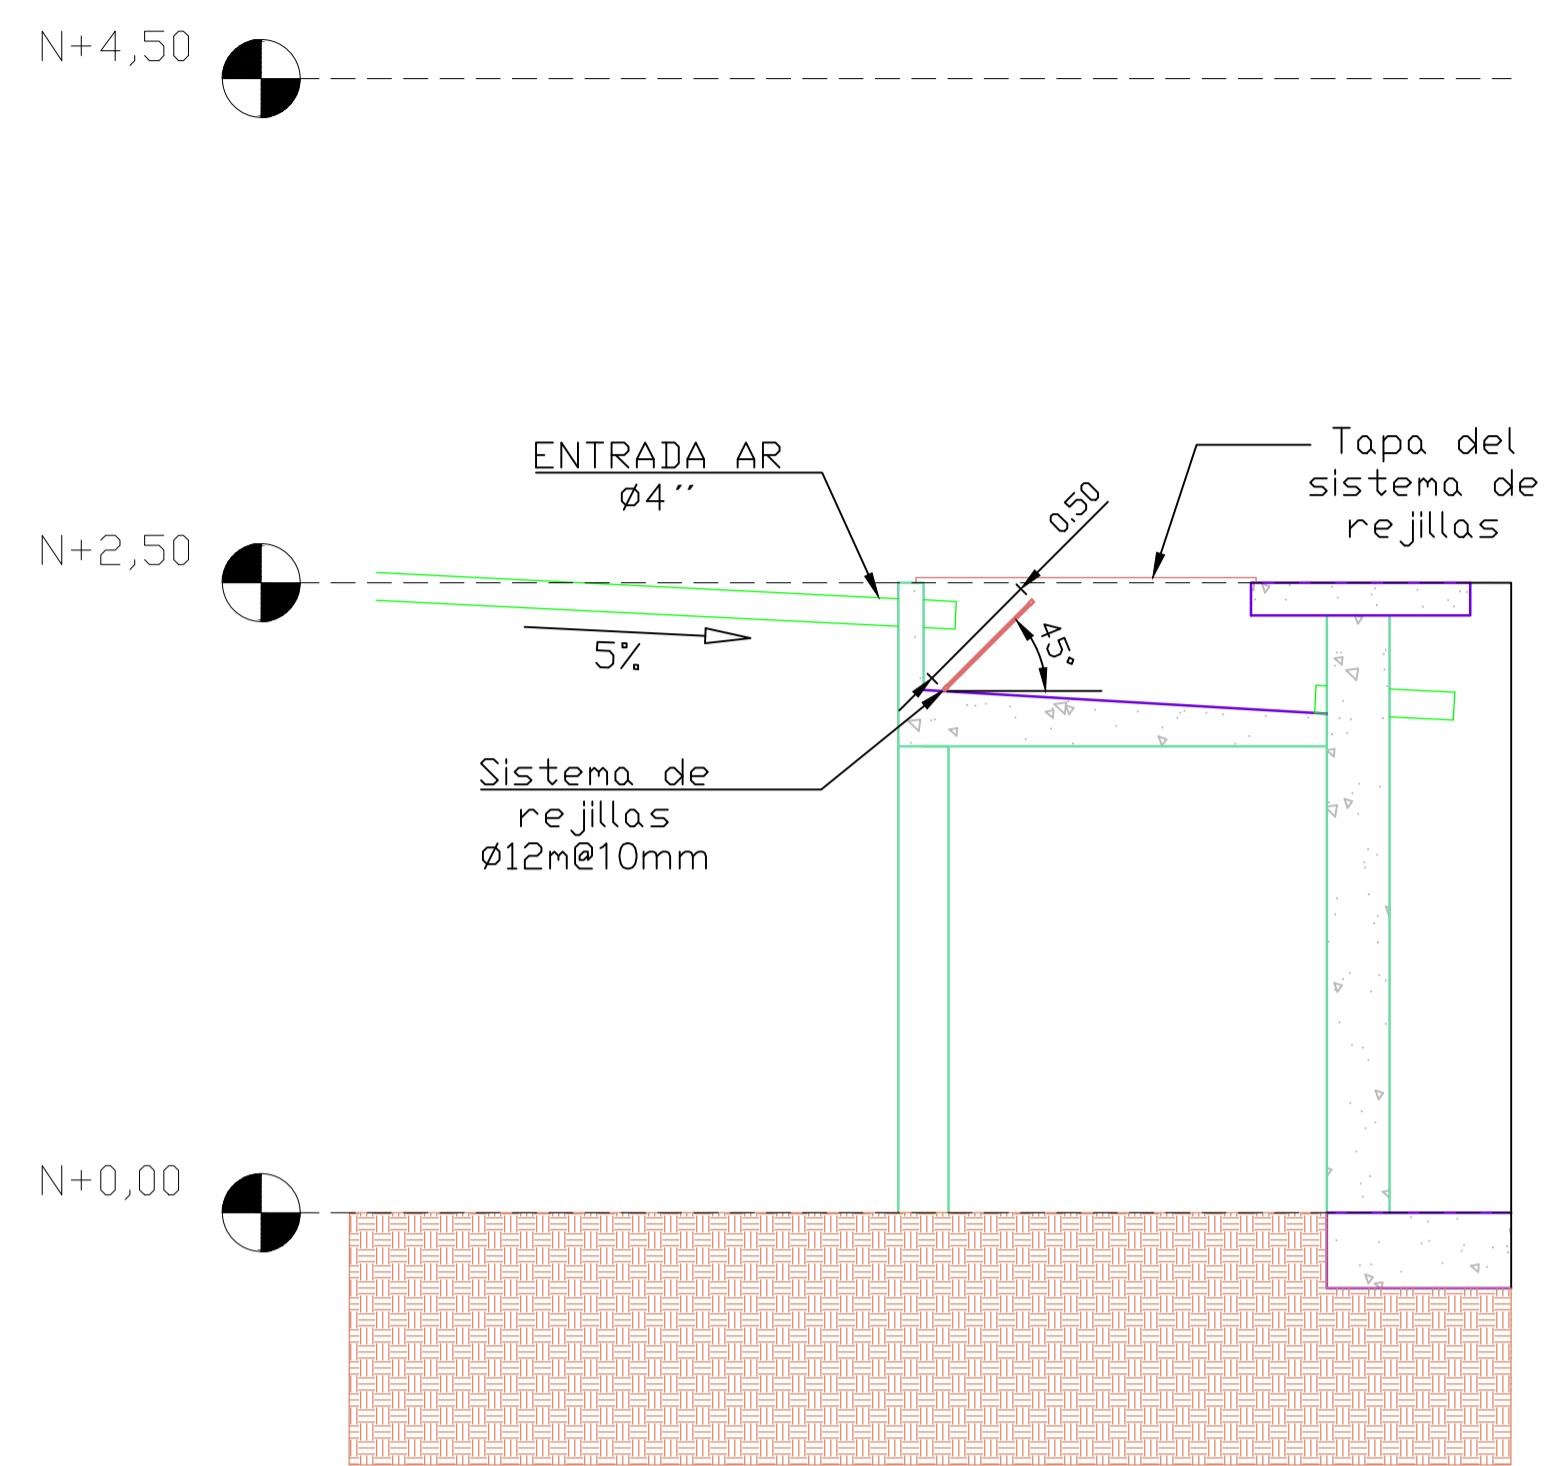 N+4,50
ENTRADA AR
Ø4´´
0.50
Tapa del
sistema de
rejillas
N+2,50
5%
45°
Sistema de
rejillas
Ø12m@10mm
N+0,00